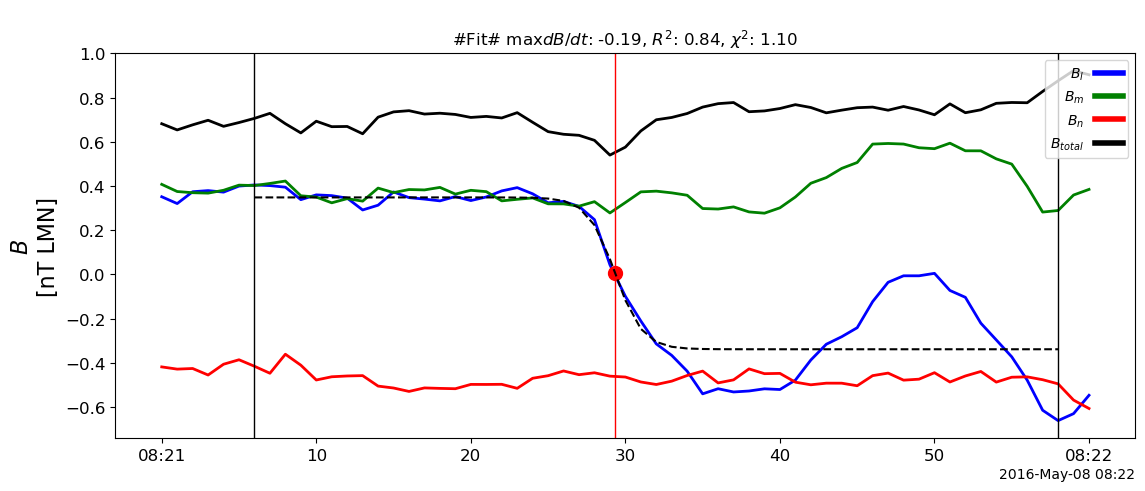 #Fit# maxdB/dt: -0.19, R²: 0.84, χ²: 1.10
1.0
0.8
0.6
0.4
0.2
0.0
−0.2
−0.4
−0.6
B
[nT LMN]
B_l
B_m
B_n
B_total
08:21 10 20 30 40 50 08:22
2016-May-08 08:22